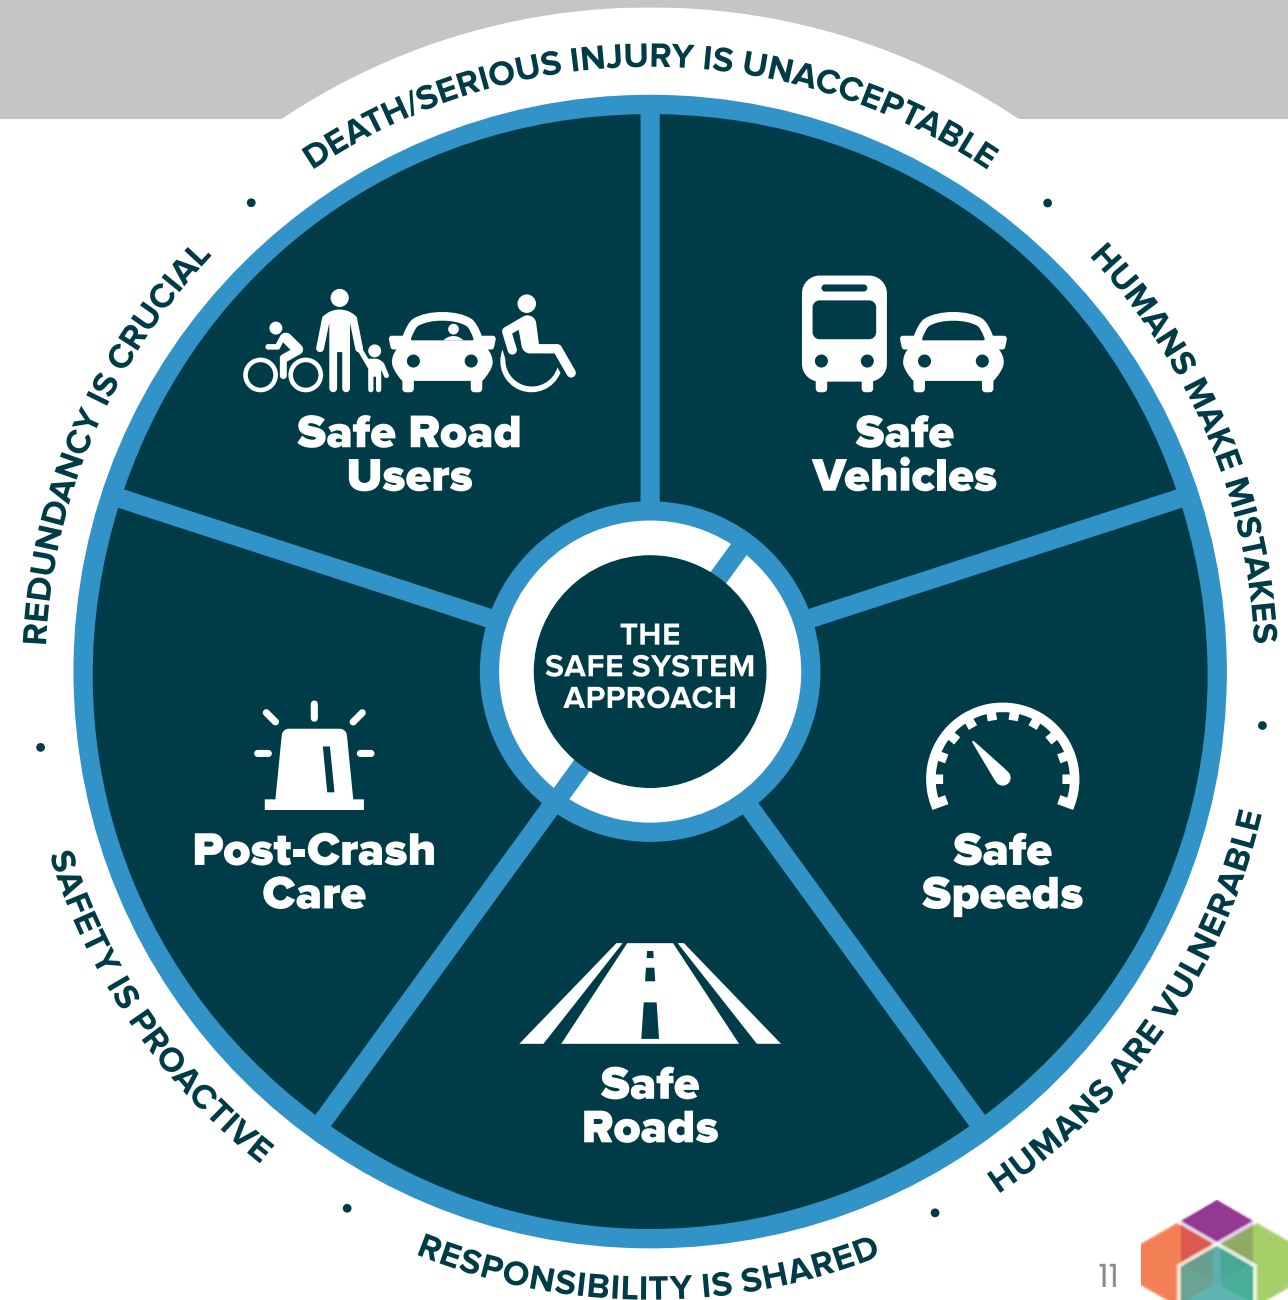 DEATH/SERIOUS INJURY IS UNACCEPTABLE
HUMANS MAKE MISTAKES
HUMANS ARE VULNERABLE
RESPONSIBILITY IS SHARED
SAFETY IS PROACTIVE
REDUNDANCY IS CRUCIAL
Safe Road
Users
Safe
Vehicles
THE
SAFE SYSTEM
APPROACH
Post-Crash
Care
Safe
Speeds
Safe
Roads
11